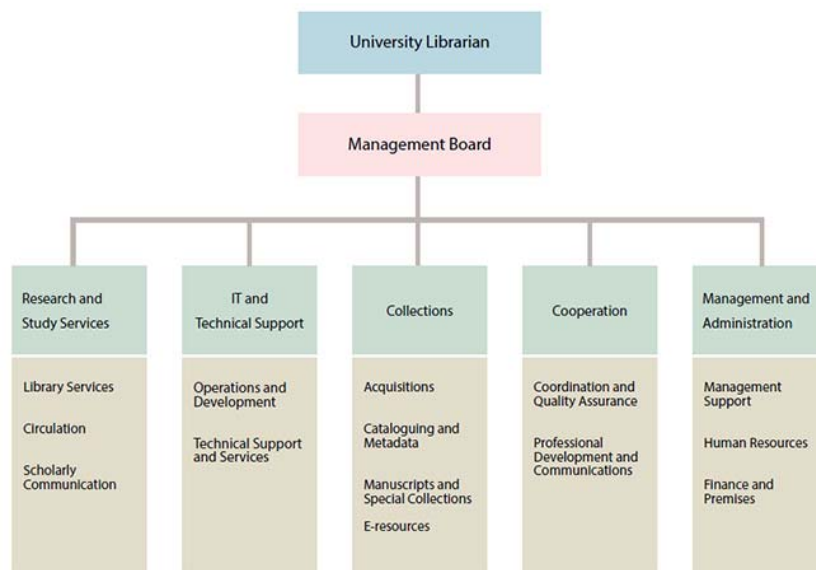 University Librarian
Management Board
Research and
Study Services
Library Services
Circulation
Scholarly
Communication
IT and
Technical Support
Operations and
Development
Technical Support
and Services
Collections
Acquisitions
Cataloguing and
Metadata
Manuscripts and
Special Collections
E-resources
Cooperation
Coordination and
Quality Assurance
Professional
Development and
Communications
Management and
Administration
Management
Support
Human Resources
Finance and
Premises